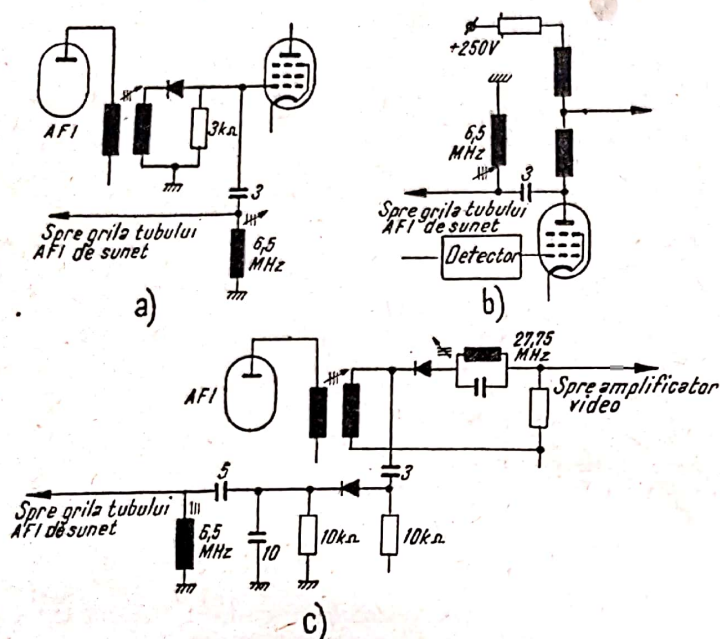 AFI
3kΩ
3
Spre grila tubului
AFI de sunet
6,5
MHz
a)
+250V
6,5
MHz
3
Spre grila tubului
AFI de sunet
Detector
b)
27,75
MHz
AFI
Spre amplificator
video
3
5
Spre grila tubului
AFI de sunet
6,5
MHz
10
10kΩ
10kΩ
c)